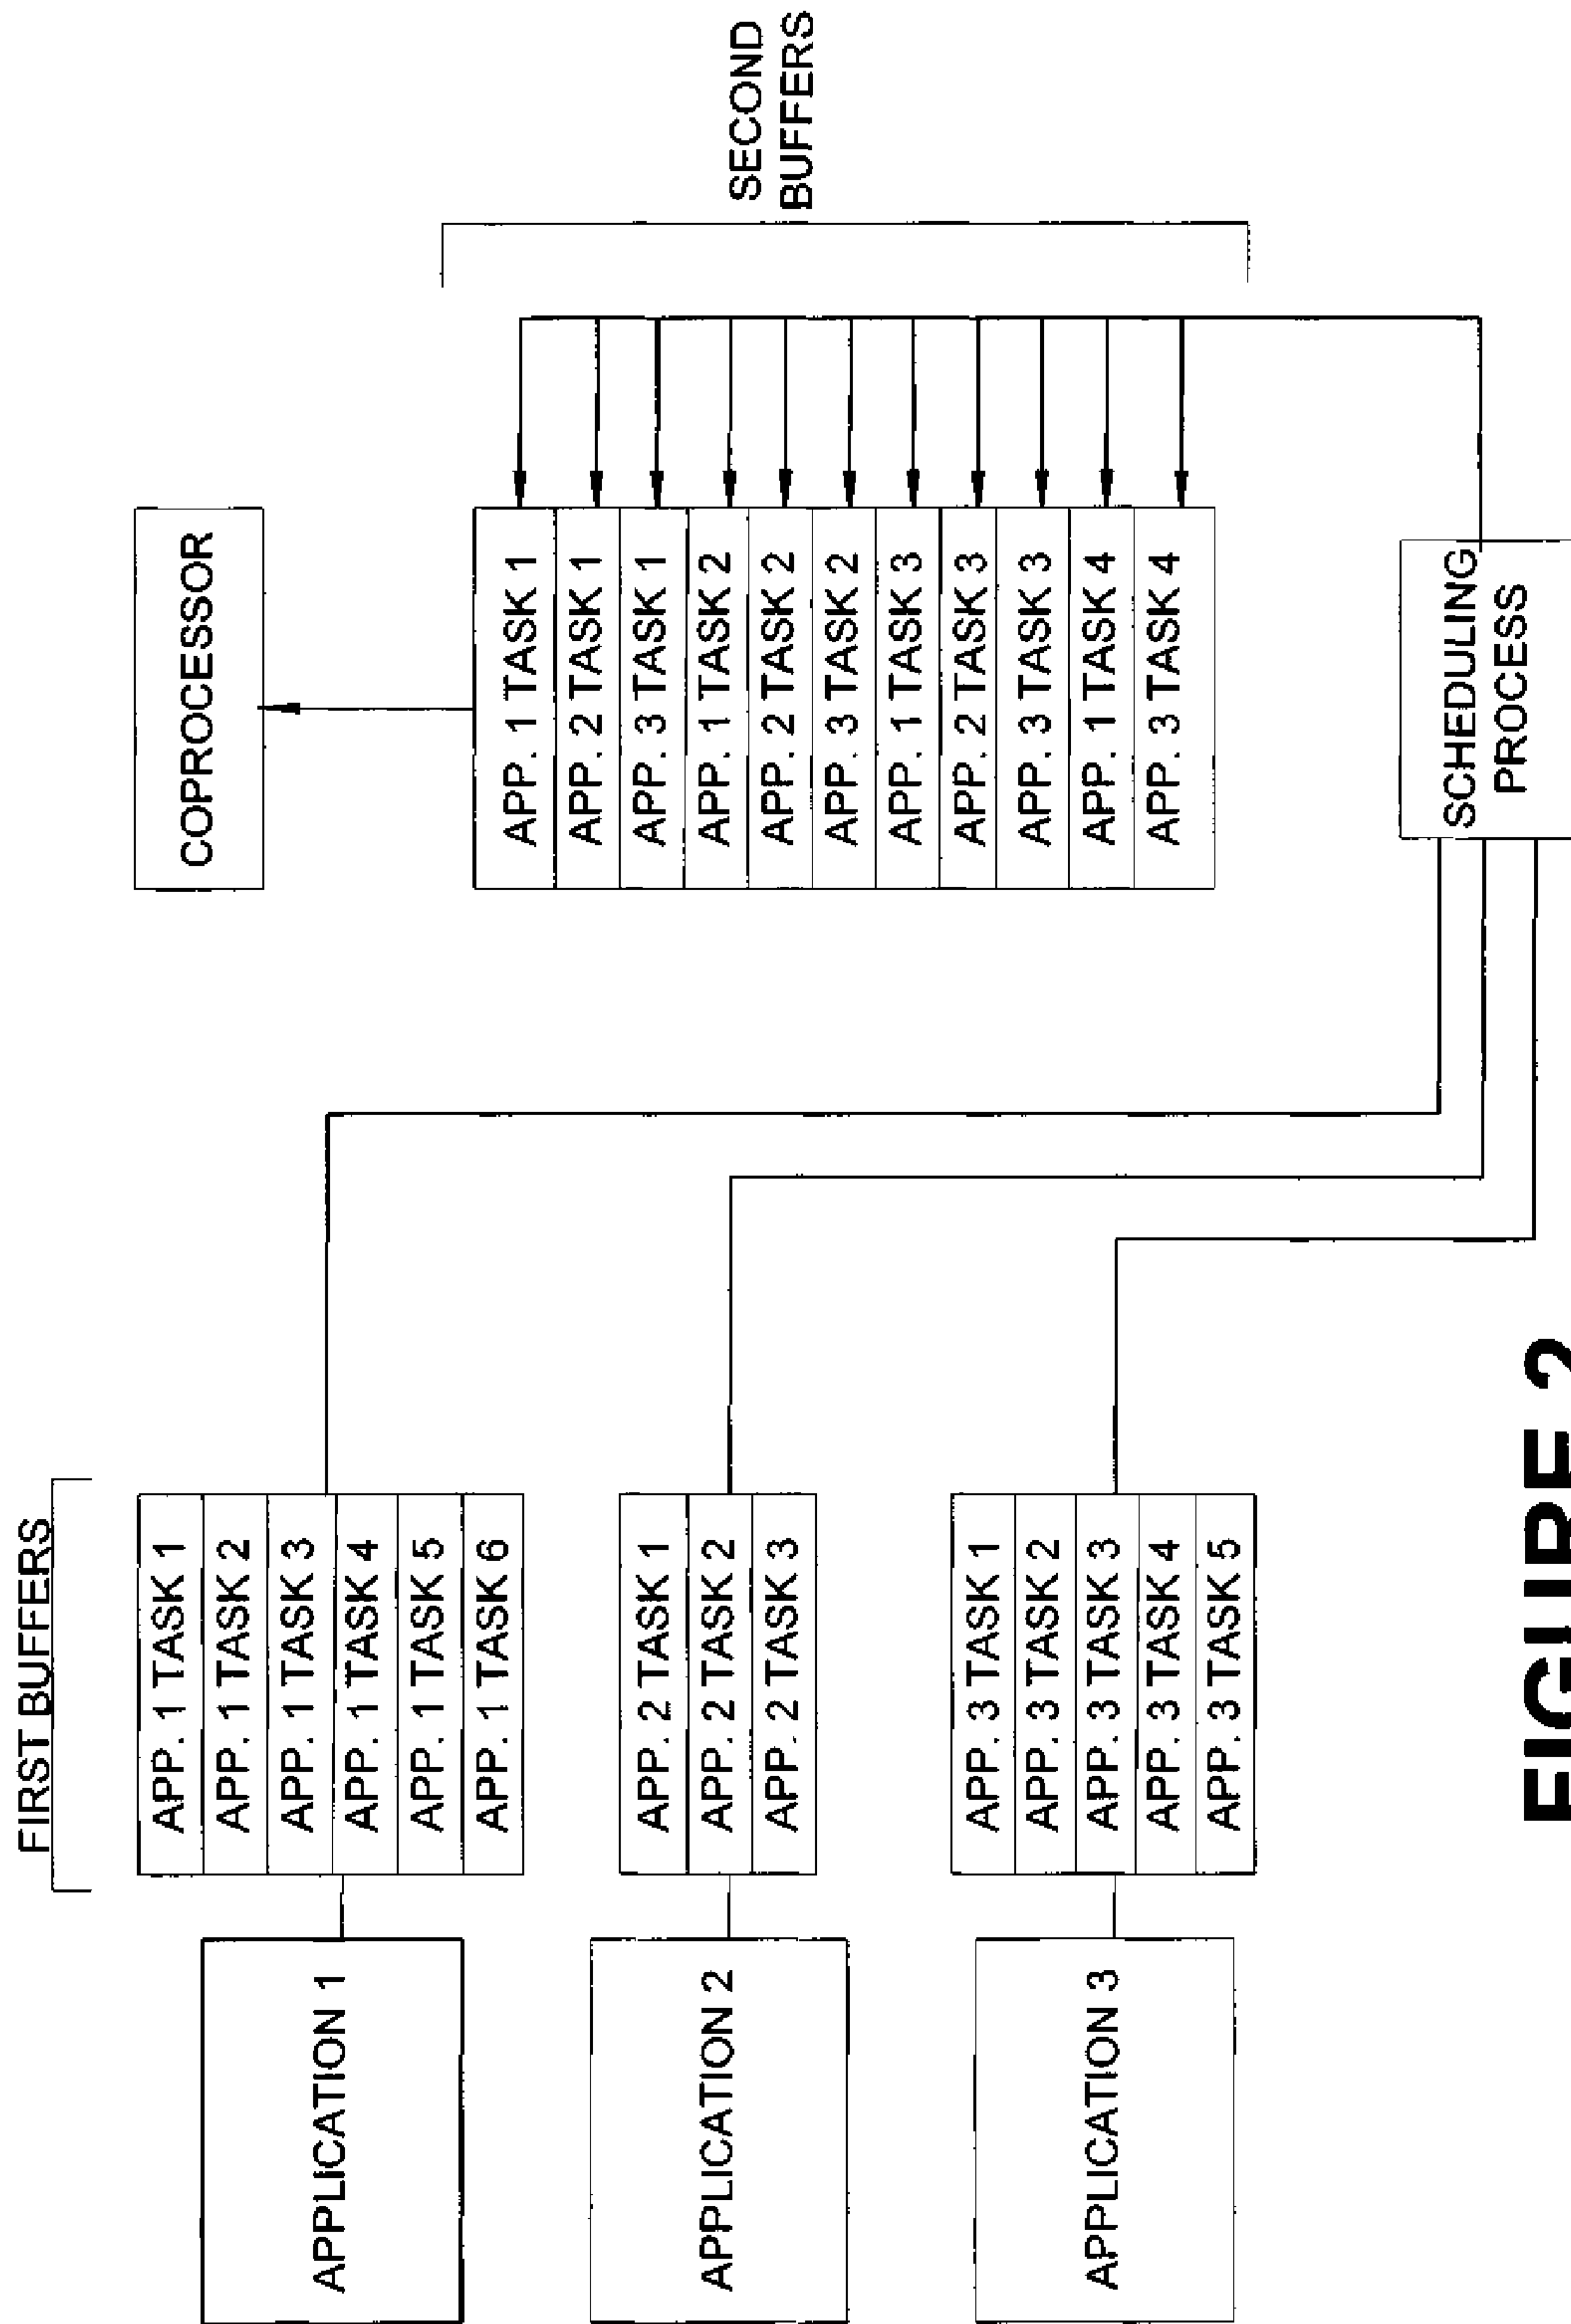 FIRST BUFFERS
APPLICATION 1
APP. 1 TASK 1
APP. 1 TASK 2
APP. 1 TASK 3
APP. 1 TASK 4
APP. 1 TASK 5
APP. 1 TASK 6
APPLICATION 2
APP. 2 TASK 1
APP. 2 TASK 2
APP. 2 TASK 3
APPLICATION 3
APP. 3 TASK 1
APP. 3 TASK 2
APP. 3 TASK 3
APP. 3 TASK 4
APP. 3 TASK 5
COPROCESSOR
APP. 1 TASK 1
APP. 2 TASK 1
APP. 3 TASK 1
APP. 1 TASK 2
APP. 2 TASK 2
APP. 3 TASK 2
APP. 1 TASK 3
APP. 2 TASK 3
APP. 3 TASK 3
APP. 1 TASK 4
APP. 3 TASK 4
SECOND
BUFFERS
SCHEDULING
PROCESS
FIGURE 2